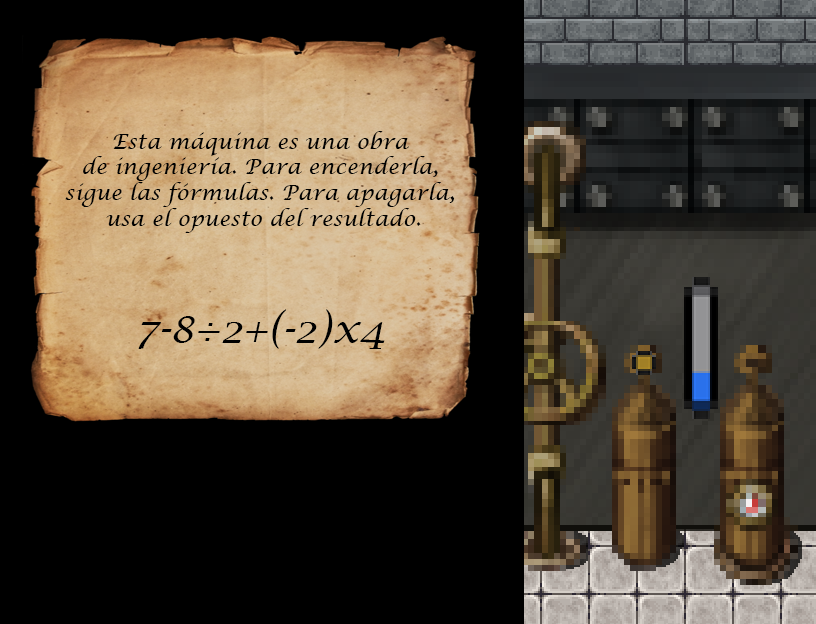 Esta máquina es una obra
de ingeniería. Para encenderla,
sigue las fórmulas. Para apagarla,
usa el opuesto del resultado.
7-8÷2+(-2)x4